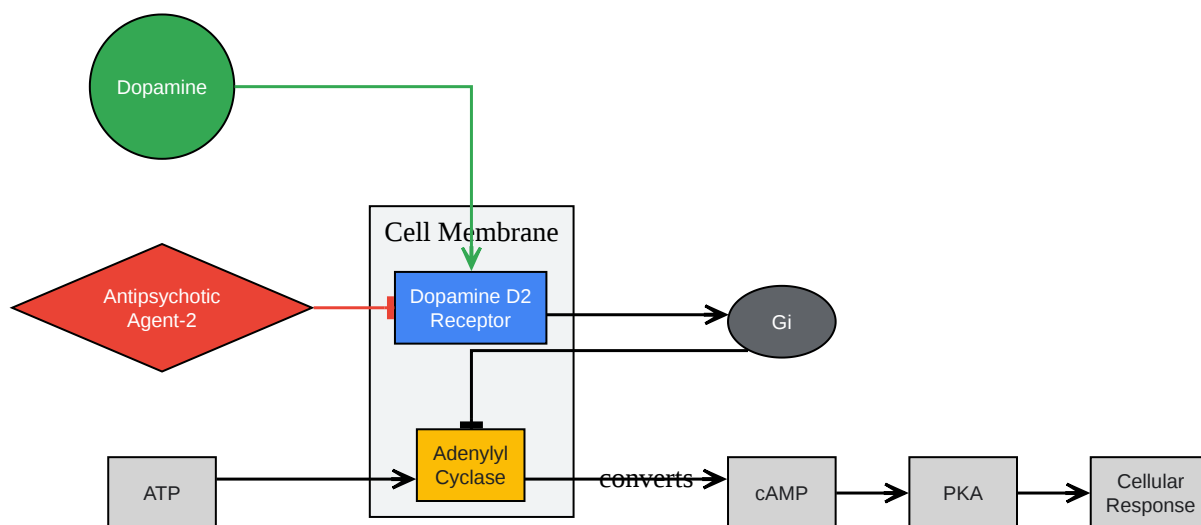 Dopamine
Cell Membrane
Antipsychotic
Agent-2
Dopamine D2
Receptor
Gi
ATP
Adenylyl
Cyclase
converts
cAMP
PKA
Cellular
Response